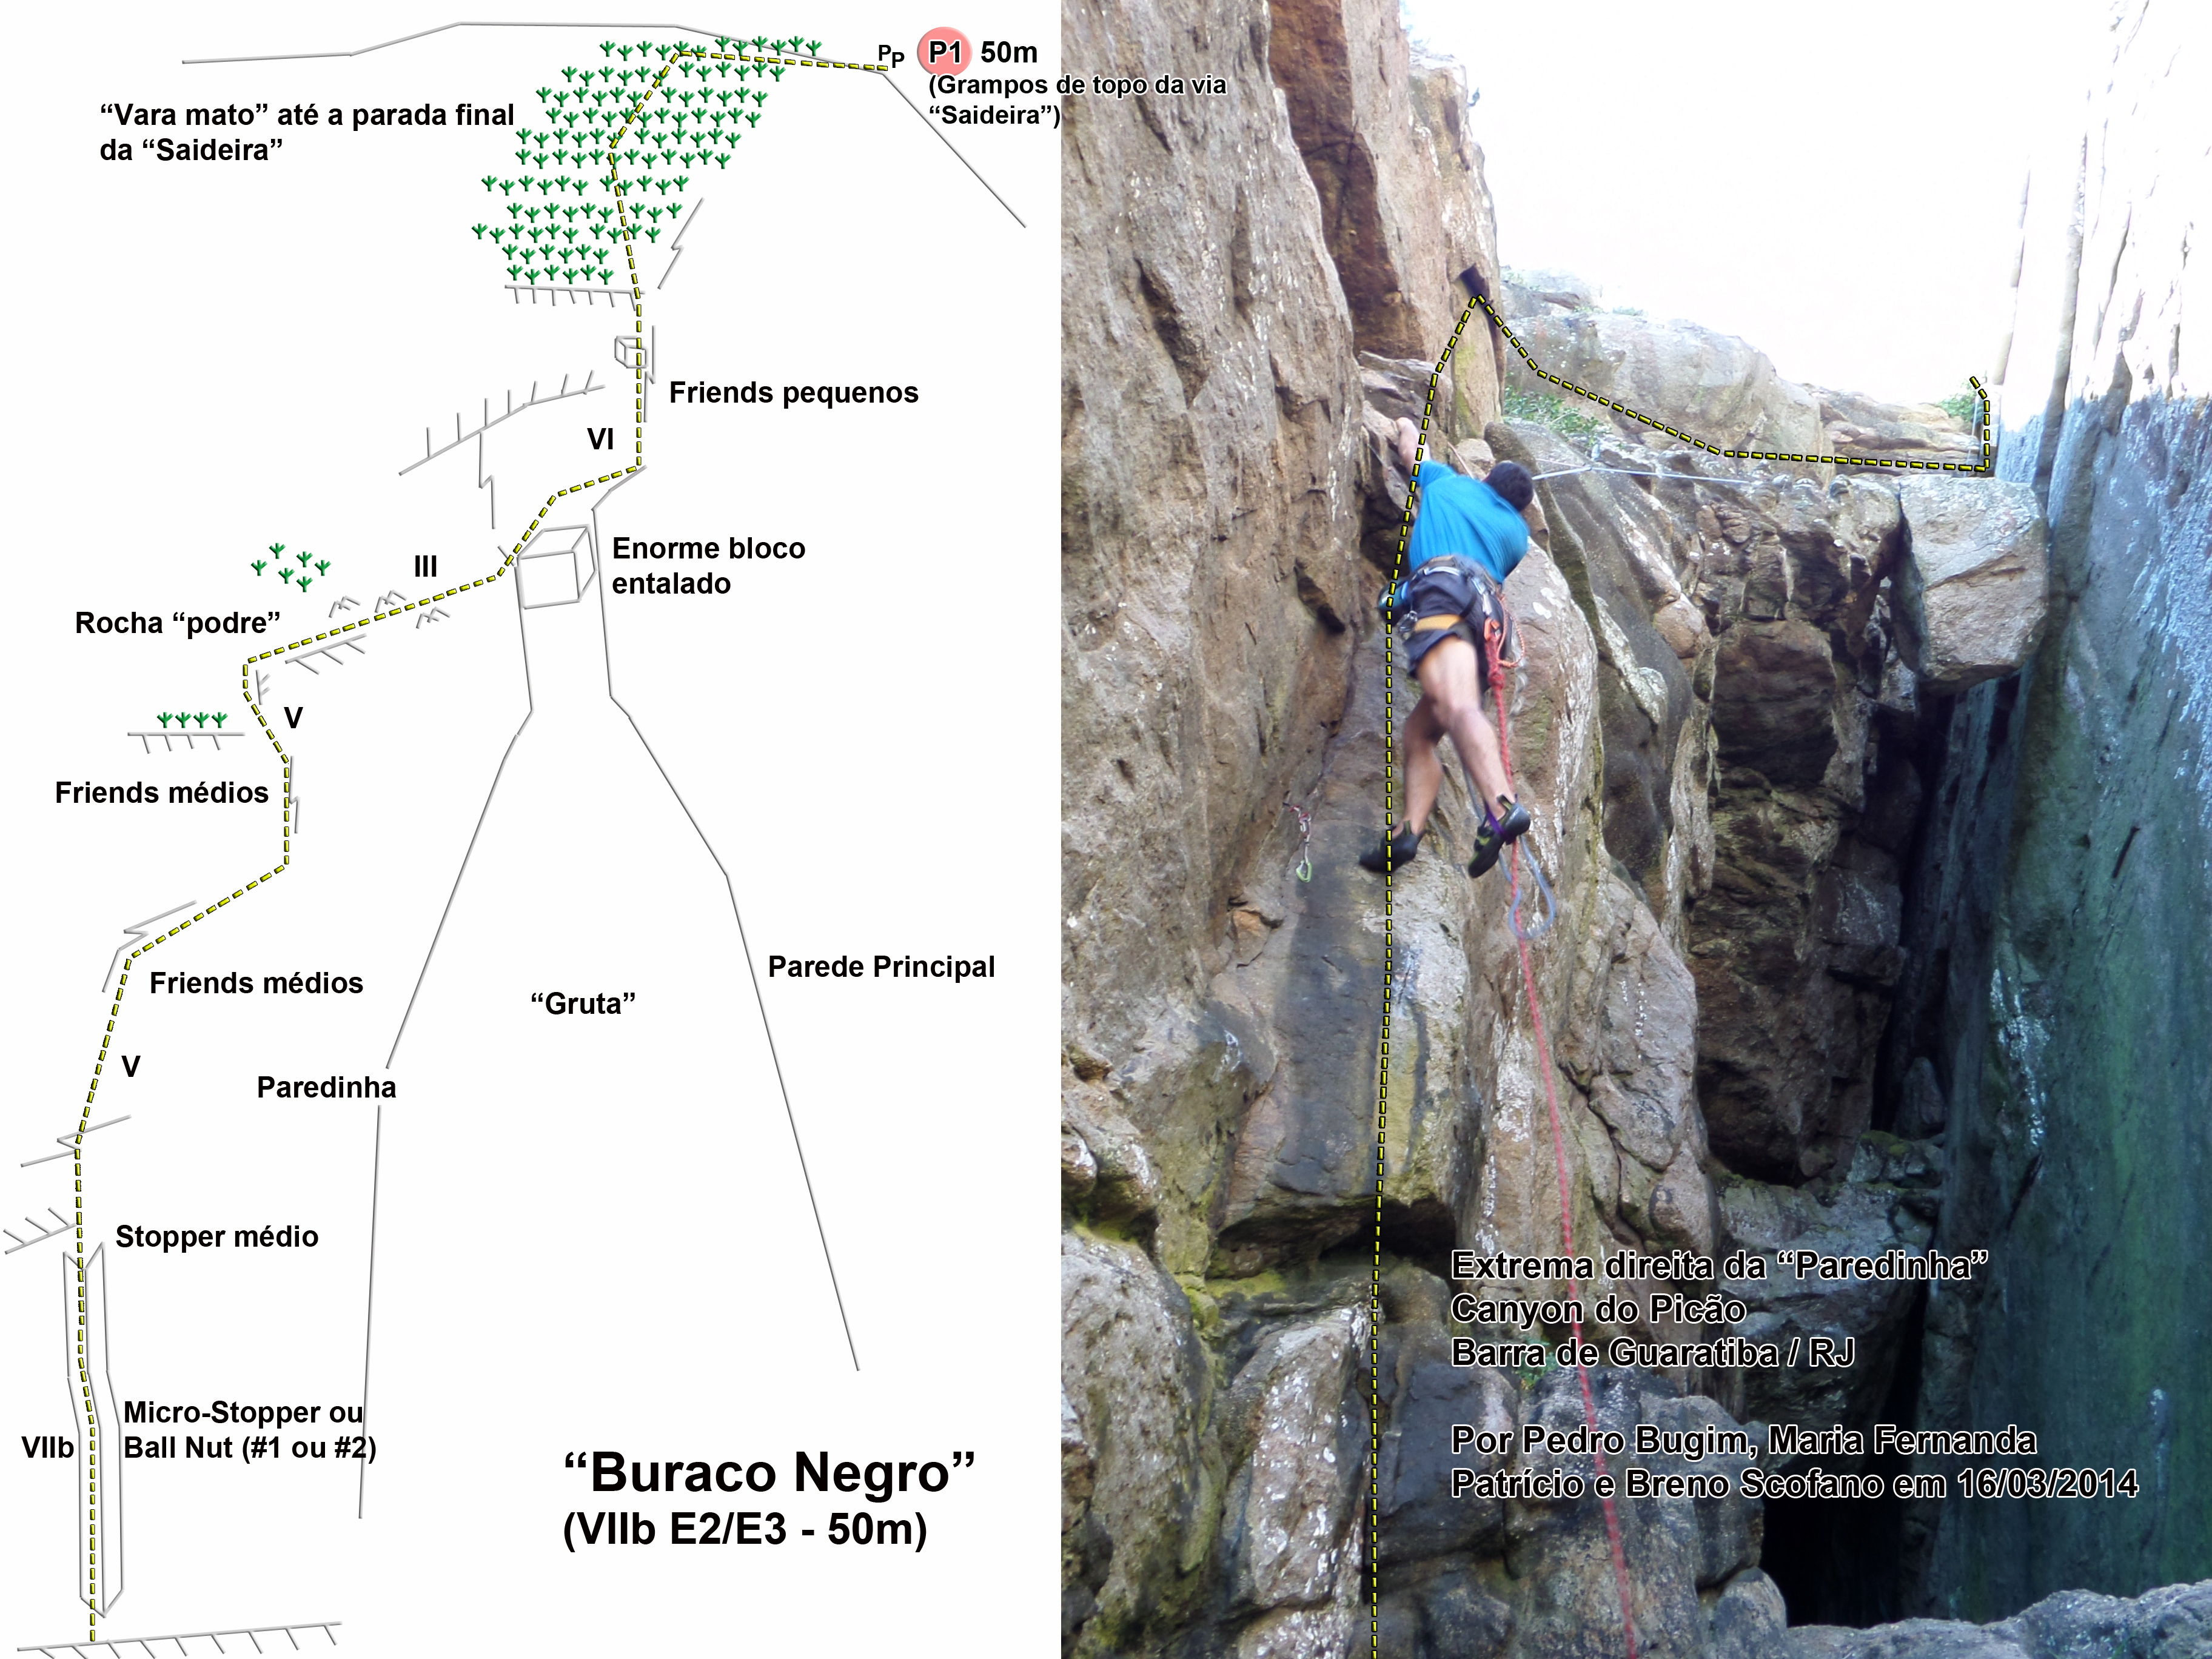 PP P1 50m
(Grampos de topo da via
“Saideira”)
“Vara mato” até a parada final
da “Saideira”
Friends pequenos
VI
Enorme bloco
entalado
III
Rocha “podre”
V
Friends médios
Friends médios
Parede Principal
“Gruta”
V
Paredinha
Stopper médio
Micro-Stopper ou
VIIb Ball Nut (#1 ou #2)
“Buraco Negro”
(VIIb E2/E3 - 50m)
Extrema direita da “Paredinha”
Canyon do Picão
Barra de Guaratiba / RJ
Por Pedro Bugim, Maria Fernanda
Patrício e Breno Scofano em 16/03/2014